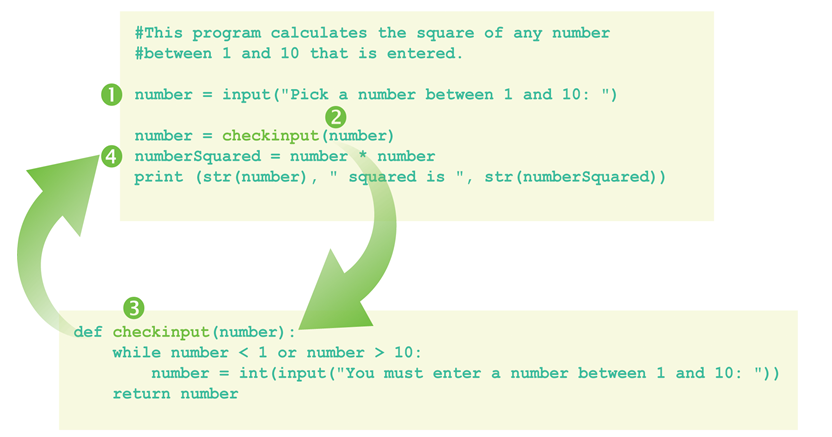 #This program calculates the square of any number
#between 1 and 10 that is entered.
1 number = input("Pick a number between 1 and 10: ")
2
number = checkinput(number)
4 numberSquared = number * number
print (str(number), " squared is ", str(numberSquared))
3
def checkinput(number):
    while number < 1 or number > 10:
        number = int(input("You must enter a number between 1 and 10: "))
    return number